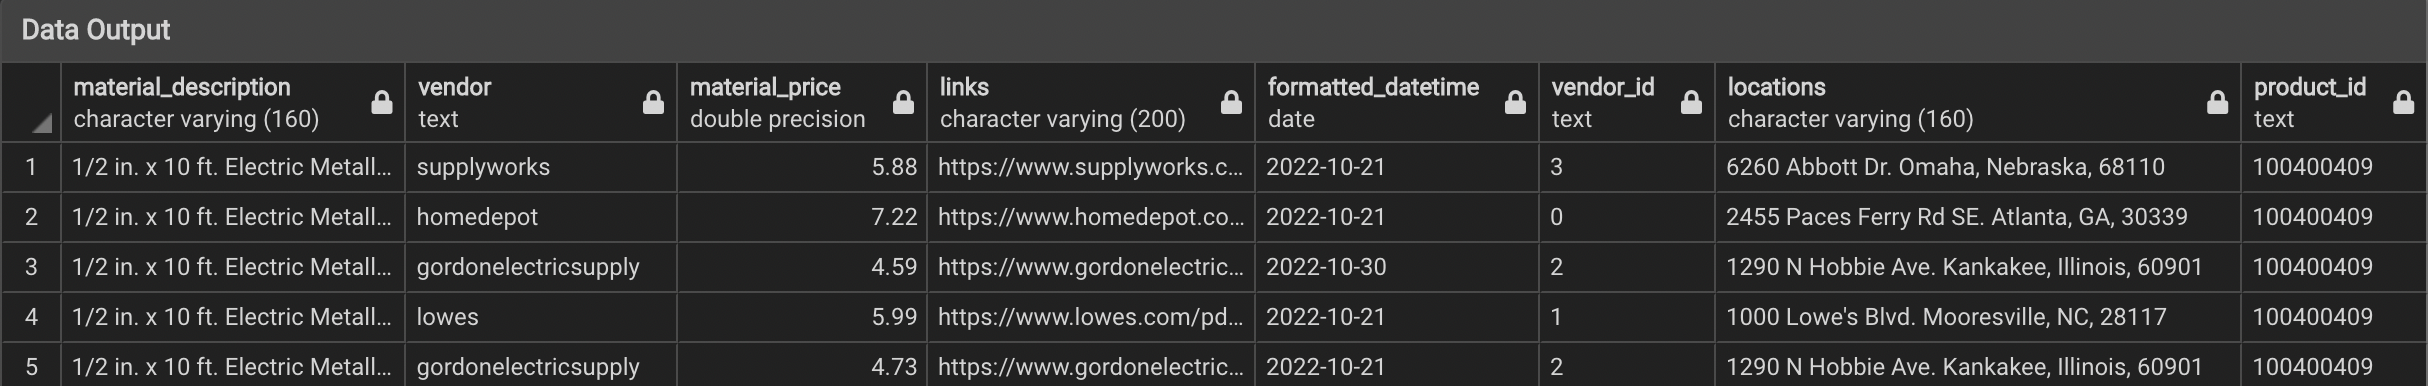 Data Output
material_description vendor material_price links formatted_datetime vendor_id locations product_id
character varying (160) text double precision character varying (200) date text character varying (160) text
1 1/2 in. x 10 ft. Electric Metall... supplyworks 5.88 https://www.supplyworks.c... 2022-10-21 3 6260 Abbott Dr. Omaha, Nebraska, 68110 100400409
2 1/2 in. x 10 ft. Electric Metall... homedepot 7.22 https://www.homedepot.co... 2022-10-21 0 2455 Paces Ferry Rd SE. Atlanta, GA, 30339 100400409
3 1/2 in. x 10 ft. Electric Metall... gordonelectricsupply 4.59 https://www.gordonelectric... 2022-10-30 2 1290 N Hobbie Ave. Kankakee, Illinois, 60901 100400409
4 1/2 in. x 10 ft. Electric Metall... lowes 5.99 https://www.lowes.com/pd... 2022-10-21 1 1000 Lowe's Blvd. Mooresville, NC, 28117 100400409
5 1/2 in. x 10 ft. Electric Metall... gordonelectricsupply 4.73 https://www.gordonelectric... 2022-10-21 2 1290 N Hobbie Ave. Kankakee, Illinois, 60901 100400409